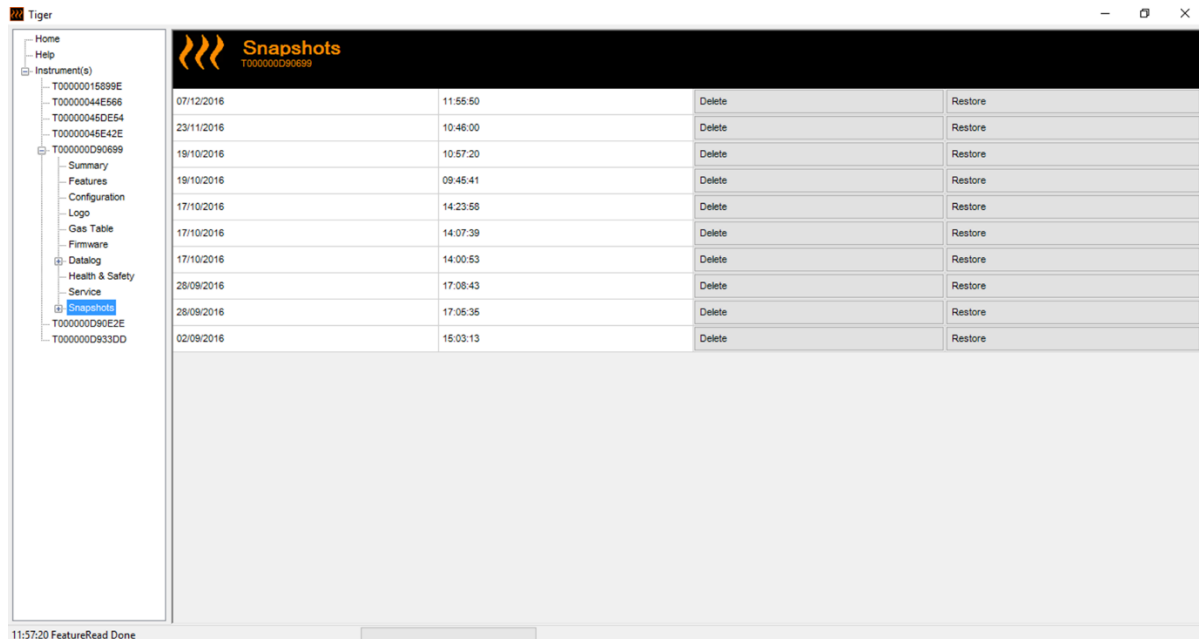 Tiger
Home
Help
Instrument(s)
T00000015899E
T00000044E566
T00000045DE54
T00000045E42E
T000000D90699
Summary
Features
Configuration
Logo
Gas Table
Firmware
Datalog
Health & Safety
Service
Snapshots
T000000D90E2E
T000000D933DD
Snapshots
T000000D90699
07/12/2016 11:55:50 Delete Restore
23/11/2016 10:46:00 Delete Restore
19/10/2016 10:57:20 Delete Restore
19/10/2016 09:45:41 Delete Restore
17/10/2016 14:23:58 Delete Restore
17/10/2016 14:07:39 Delete Restore
17/10/2016 14:00:53 Delete Restore
28/09/2016 17:08:43 Delete Restore
28/09/2016 17:05:35 Delete Restore
02/09/2016 15:03:13 Delete Restore
11:57:20 FeatureRead Done